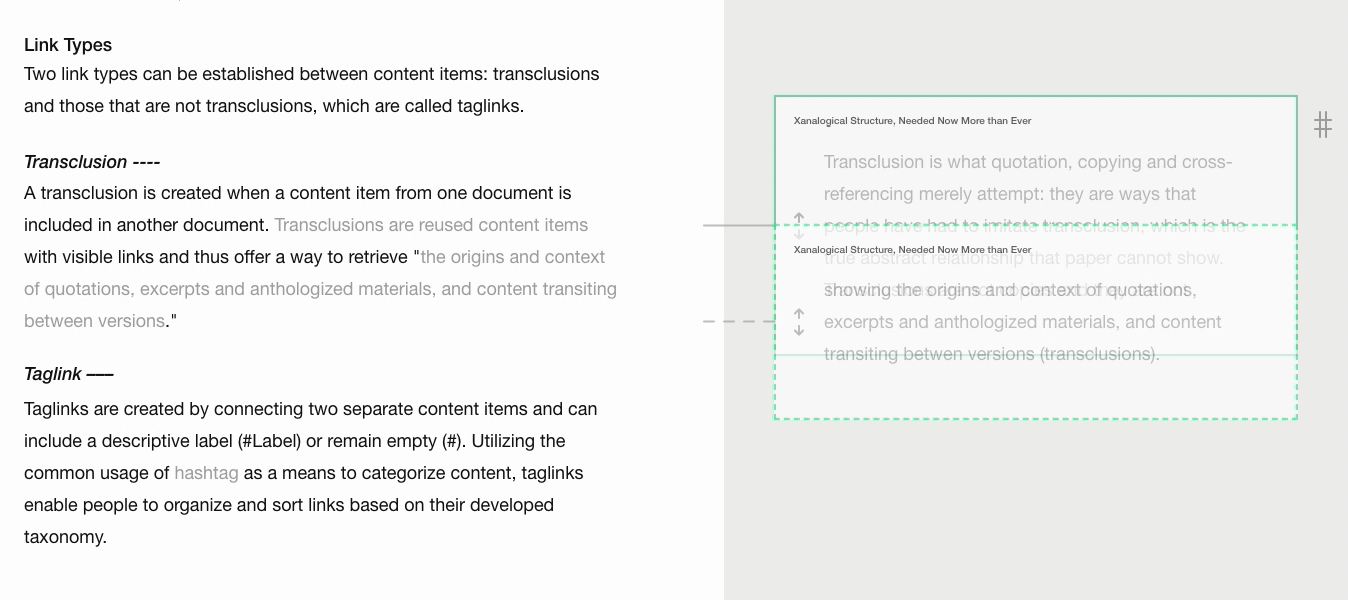 Link Types
Two link types can be established between content items: transclusions
and those that are not transclusions, which are called taglinks.
Transclusion ----
A transclusion is created when a content item from one document is
included in another document. Transclusions are reused content items
with visible links and thus offer a way to retrieve "the origins and context
of quotations, excerpts and anthologized materials, and content transiting
between versions."
Taglink —–
Taglinks are created by connecting two separate content items and can
include a descriptive label (#Label) or remain empty (#). Utilizing the
common usage of hashtag as a means to categorize content, taglinks
enable people to organize and sort links based on their developed
taxonomy.
Xanalogical Structure, Needed Now More than Ever
#
Transclusion is what quotation, copying and cross-
referencing merely attempt: they are ways that
people have had to imitate transclusion, which is the
true abstract relationship that paper cannot show.
Xanalogical Structure, Needed Now More than Ever
showing the origins and context of quotations,
excerpts and anthologized materials, and content
transiting betwen versions (transclusions).